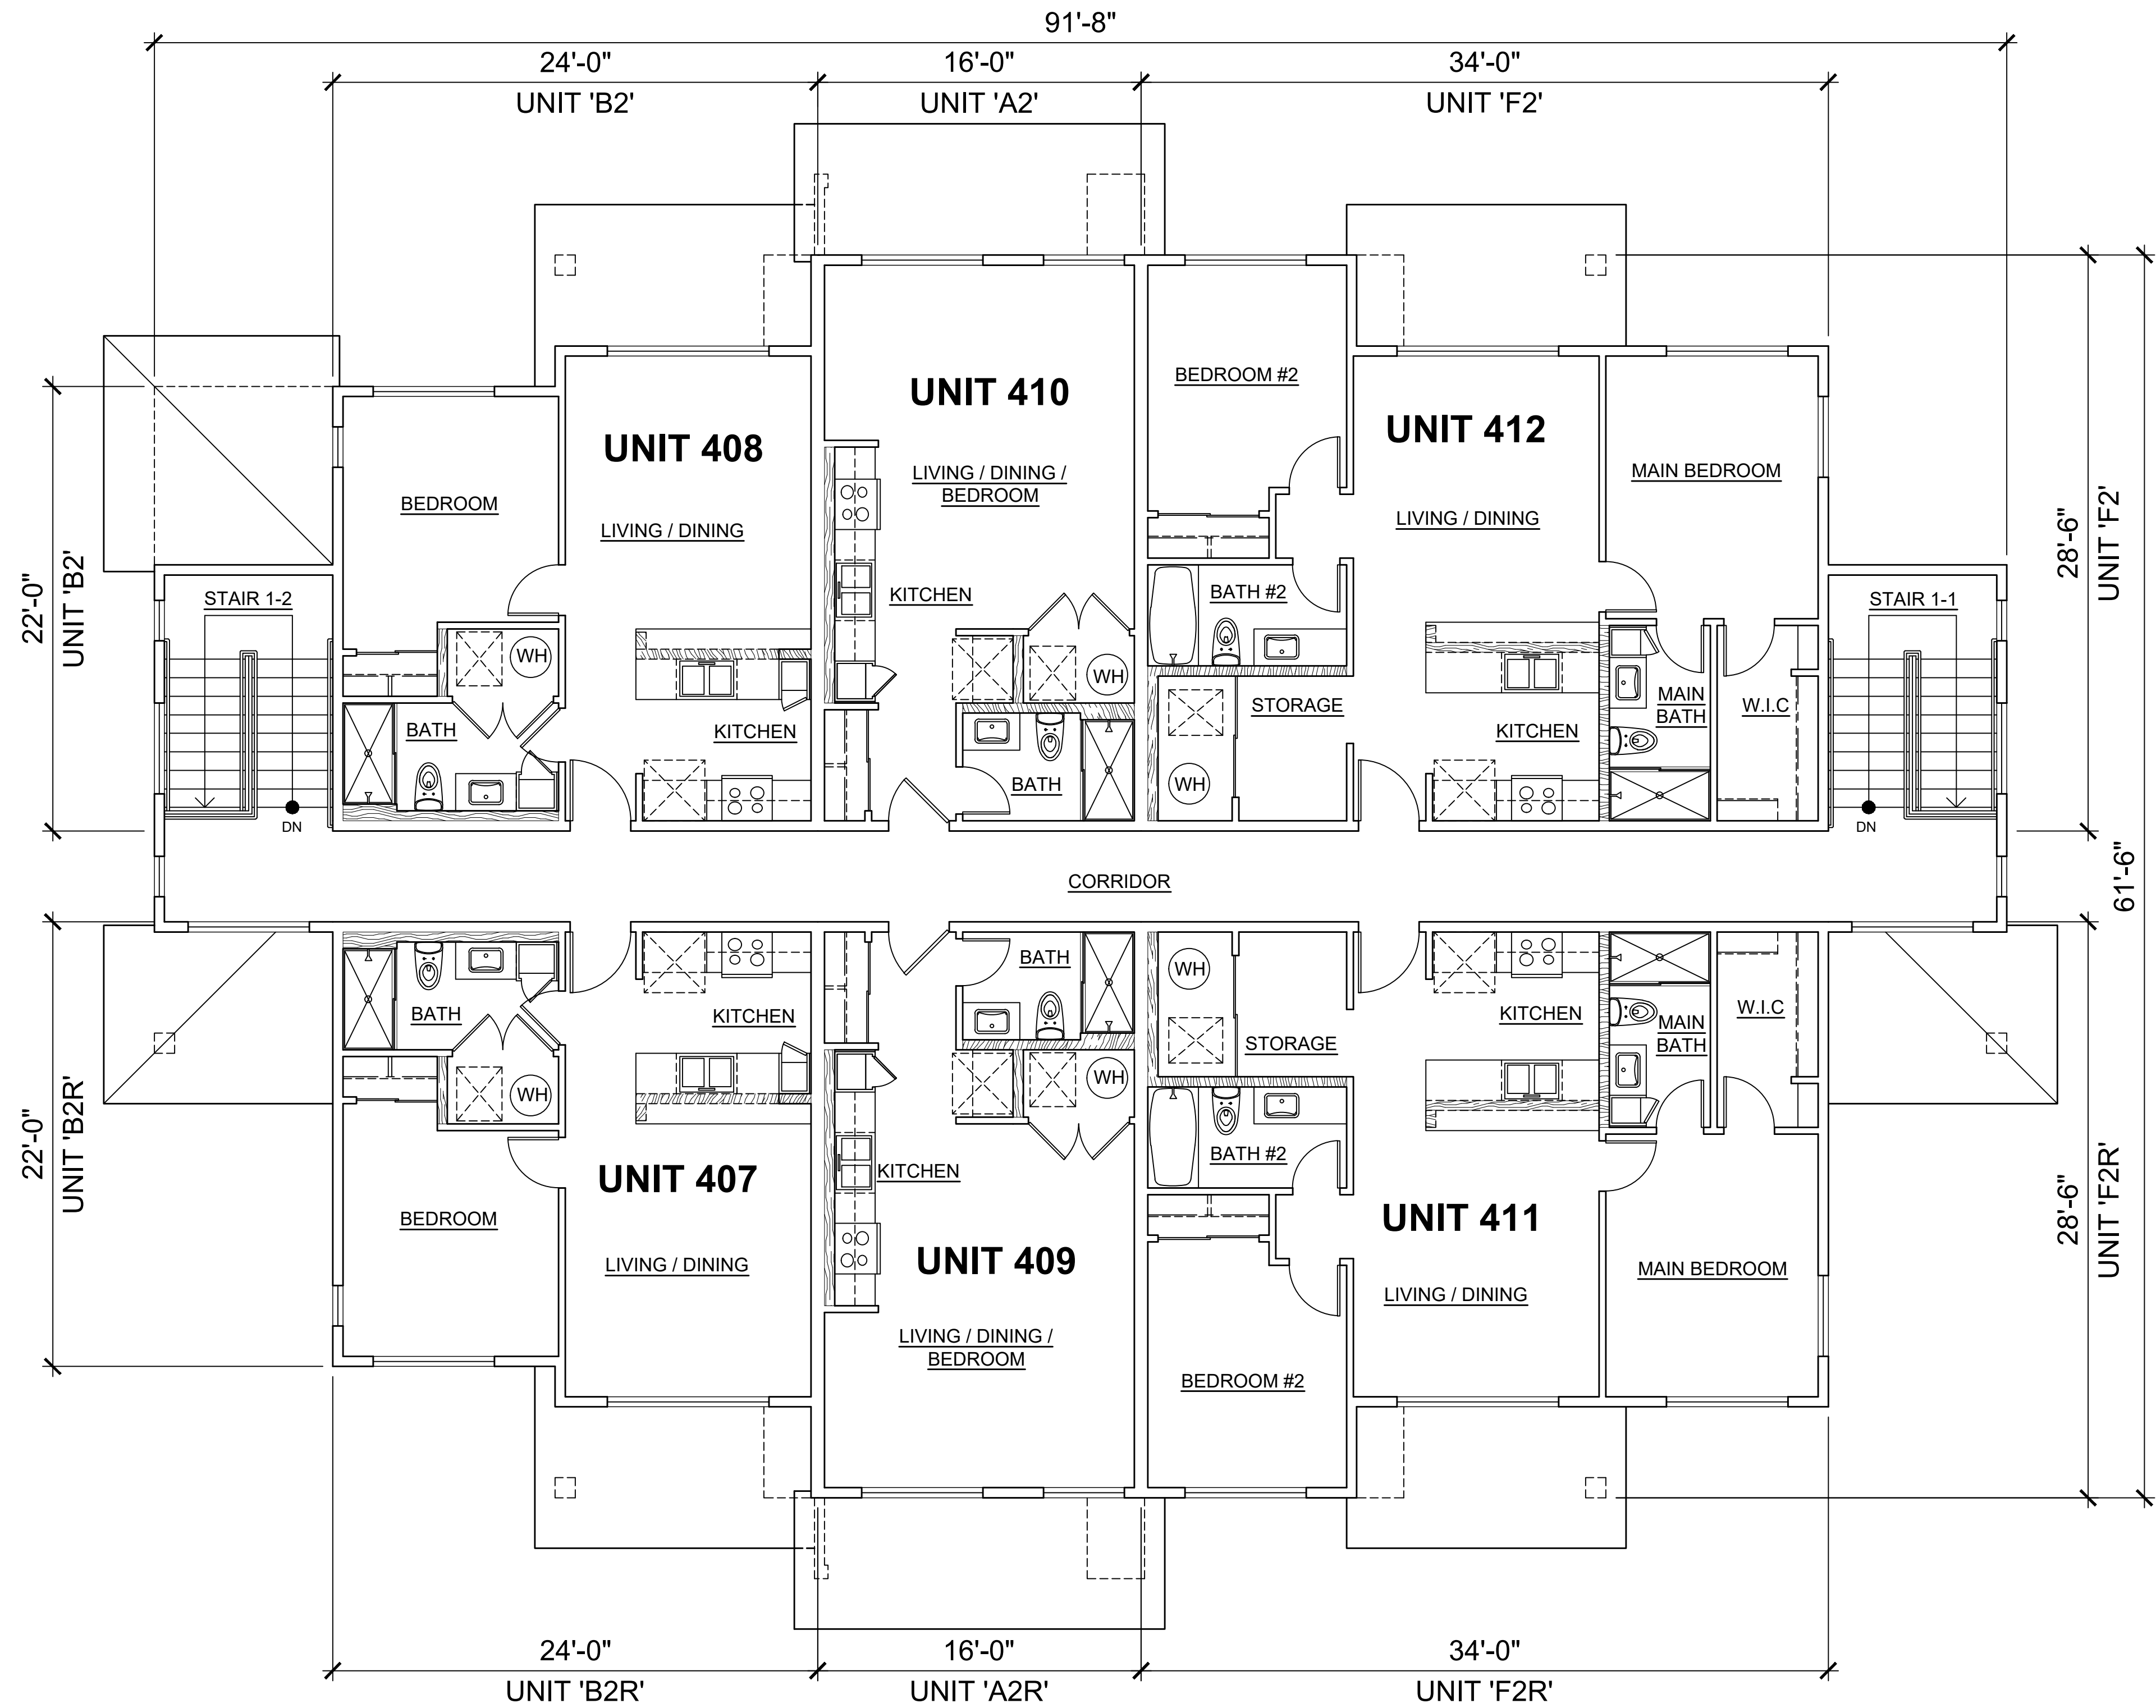 91'-8"
24'-0"
16'-0"
34'-0"
UNIT 'B2'
UNIT 'A2'
UNIT 'F2'
BEDROOM #2
UNIT 410
UNIT 412
UNIT 408
MAIN BEDROOM
LIVING / DINING /
BEDROOM
BEDROOM
LIVING / DINING
LIVING / DINING
28'-6"
UNIT 'F2'
22'-0"
UNIT 'B2'
STAIR 1-2
KITCHEN
BATH #2
STAIR 1-1
WH
WH
STORAGE
MAIN
BATH
W.I.C
BATH
KITCHEN
KITCHEN
BATH
WH
DN
DN
61'-6"
CORRIDOR
BATH
WH
STORAGE
KITCHEN
W.I.C
BATH
KITCHEN
MAIN
BATH
WH
WH
22'-0"
UNIT 'B2R'
BATH #2
KITCHEN
UNIT 407
BEDROOM
UNIT 411
28'-6"
UNIT 'F2R'
UNIT 409
LIVING / DINING
MAIN BEDROOM
LIVING / DINING
LIVING / DINING /
BEDROOM
BEDROOM #2
24'-0"
16'-0"
34'-0"
UNIT 'B2R'
UNIT 'A2R'
UNIT 'F2R'